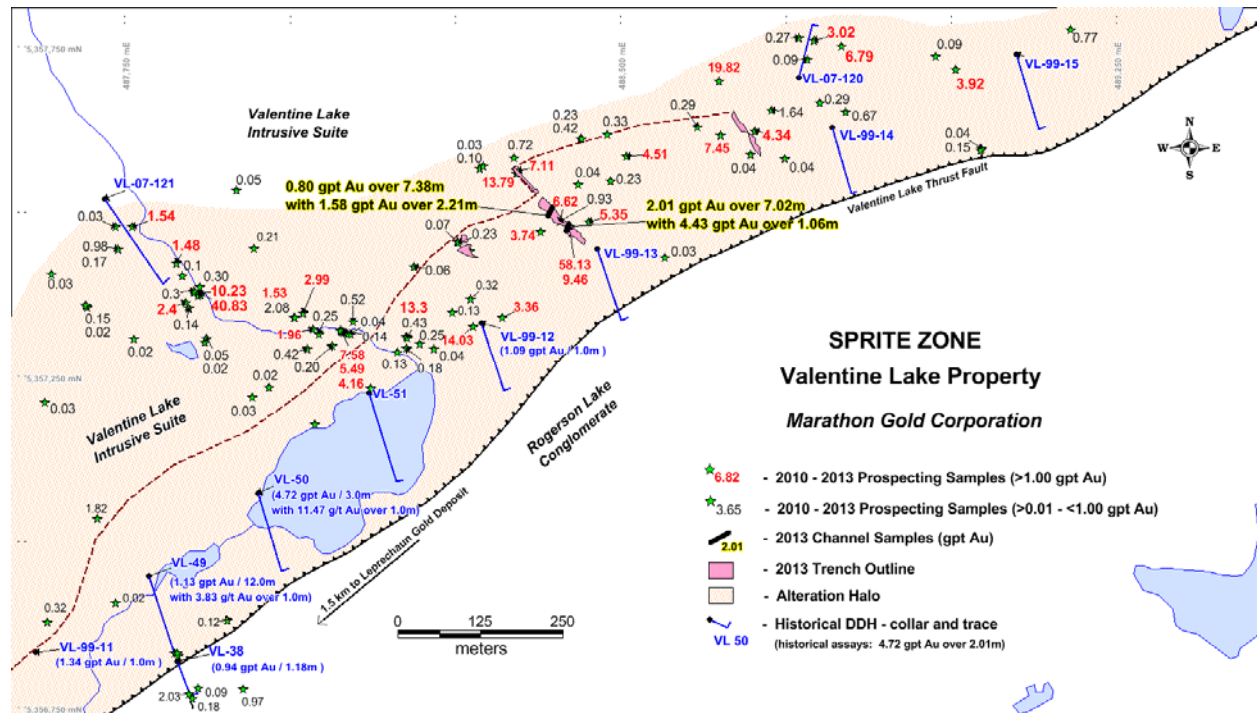 487,750 mE
488,500 mE
489,250 mE
5,357,750 mN
5,357,250 mN
5,356,750 mN
0.27
3.02
6.79
0.09
VL-07-120
0.09
3.92
VL-99-15
0.77
19.82
0.29
0.67
VL-99-14
1.64
0.29
4.34
7.45
0.04
0.04
0.15
N
W
E
S
Valentine Lake Thrust Fault
Valentine Lake
Intrusive Suite
0.23
0.42
0.33
4.51
0.03
0.10
0.72
7.11
13.79
0.04
0.23
0.05
VL-07-121
0.80 gpt Au over 7.38m
with 1.58 gpt Au over 2.21m
6.62
0.93
5.35
2.01 gpt Au over 7.02m
with 4.43 gpt Au over 1.06m
3.74
58.13
9.46
VL-99-13
0.03
0.03
1.54
0.98
0.17
1.48
0.1
0.21
0.07
0.23
0.06
0.03
0.30
0.3
10.23
40.83
2.4
0.14
0.15
0.02
0.02
0.05
0.02
1.53
2.99
2.08
1.96
0.25
0.52
0.04
0.14
0.42
0.20
7.58
5.49
4.16
13.3
0.43
0.25
0.13
0.18
0.04
0.32
0.13
3.36
14.03
VL-99-12
(1.09 gpt Au / 1.0m)
0.02
0.03
0.03
VL-51
Valentine Lake
Intrusive Suite
Rogerson Lake
Conglomerate
VL-50
(4.72 gpt Au / 3.0m
with 11.47 g/t Au over 1.0m)
1.82
VL-49
(1.13 gpt Au / 12.0m
with 3.83 g/t Au over 1.0m)
0.02
0.32
0.12
VL-99-11
(1.34 gpt Au / 1.0m)
VL-38
(0.94 gpt Au / 1.18m )
2.03
0.09
0.18
0.97
1.5 km to Leprechaun Gold Deposit
0
125
250
meters
SPRITE ZONE
Valentine Lake Property
Marathon Gold Corporation
6.82 - 2010 - 2013 Prospecting Samples (>1.00 gpt Au)
3.65 - 2010 - 2013 Prospecting Samples (>0.01 - <1.00 gpt Au)
2.01 - 2013 Channel Samples (gpt Au)
- 2013 Trench Outline
- Alteration Halo
VL 50 - Historical DDH - collar and trace
(historical assays: 4.72 gpt Au over 2.01m)